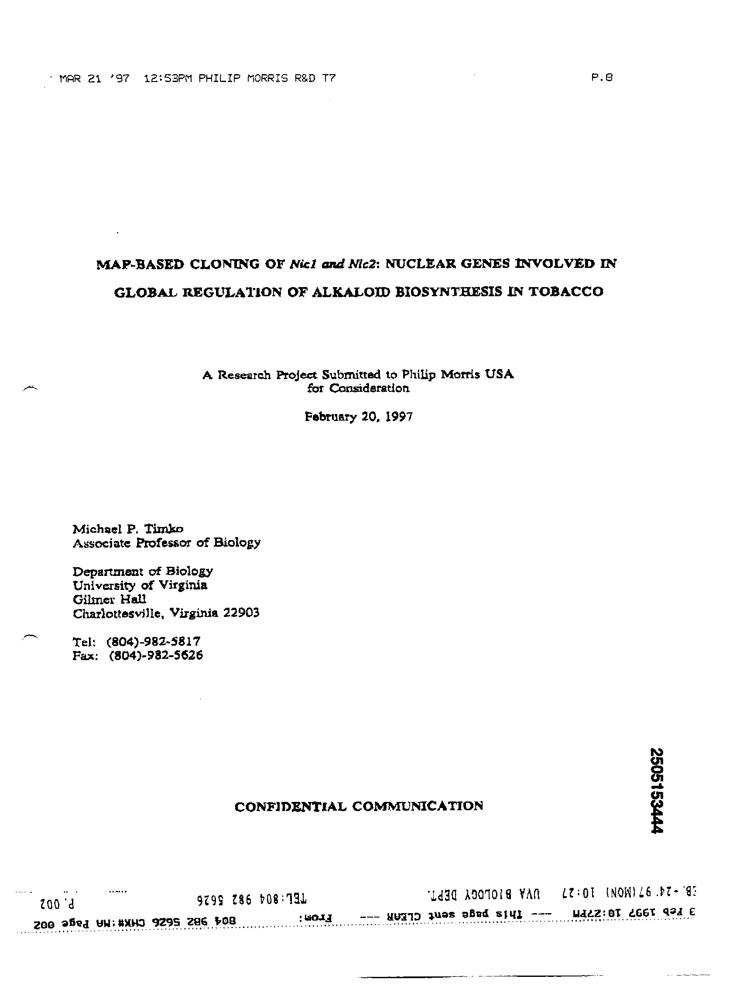 MAR 21 '97 12:53PM PHILIP MORRIS R&D T7 P.8
MAP-BASED CLONING OF Nic1 and Nic2: NUCLEAR GENES INVOLVED IN
GLOBAL REGULATION OF ALKALOID BIOSYNTHESIS IN TOBACCO
A Research Project Submitted to Philip Morris USA
for Consideration
February 20, 1997
Michael P. Timko
Associate Professor of Biology
Department of Biology
University of Virginia
Gilmer Hall
Charlottesville, Virginia 22903
Tel: (804)-982-5817
Fax: (804)-982-5626
2505153444
CONFIDENTIAL COMMUNICATION
-24.'97(MON) 10:27 UVA BIOLOGY DEPT. TEL:804 982 5626 P. 002
3 Feb 1997 10:27PM --- This page sent CLEAR --- From: 804 982 5626 CHK#:MA Page 002